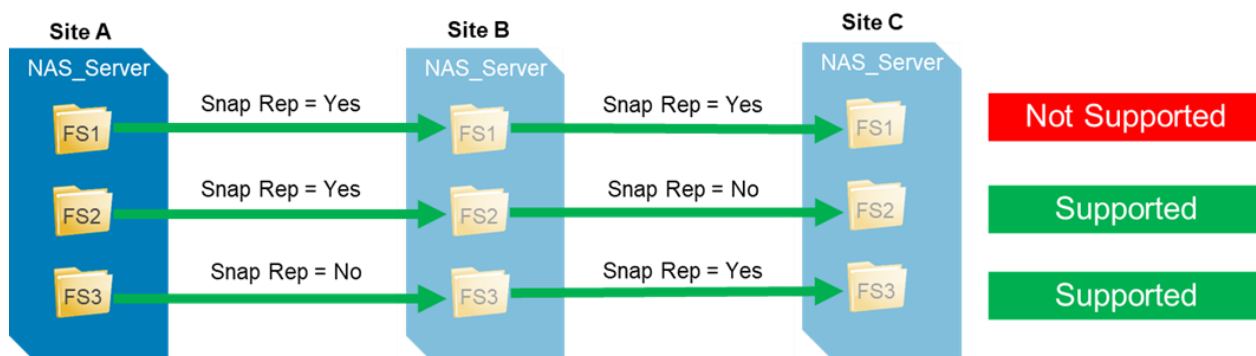 Site A
Site B
Site C
NAS_Server
NAS_Server
NAS_Server
FS1
Snap Rep = Yes
FS1
Snap Rep = Yes
FS1
Not Supported
FS2
Snap Rep = Yes
FS2
Snap Rep = No
FS2
Supported
FS3
Snap Rep = No
FS3
Snap Rep = Yes
FS3
Supported